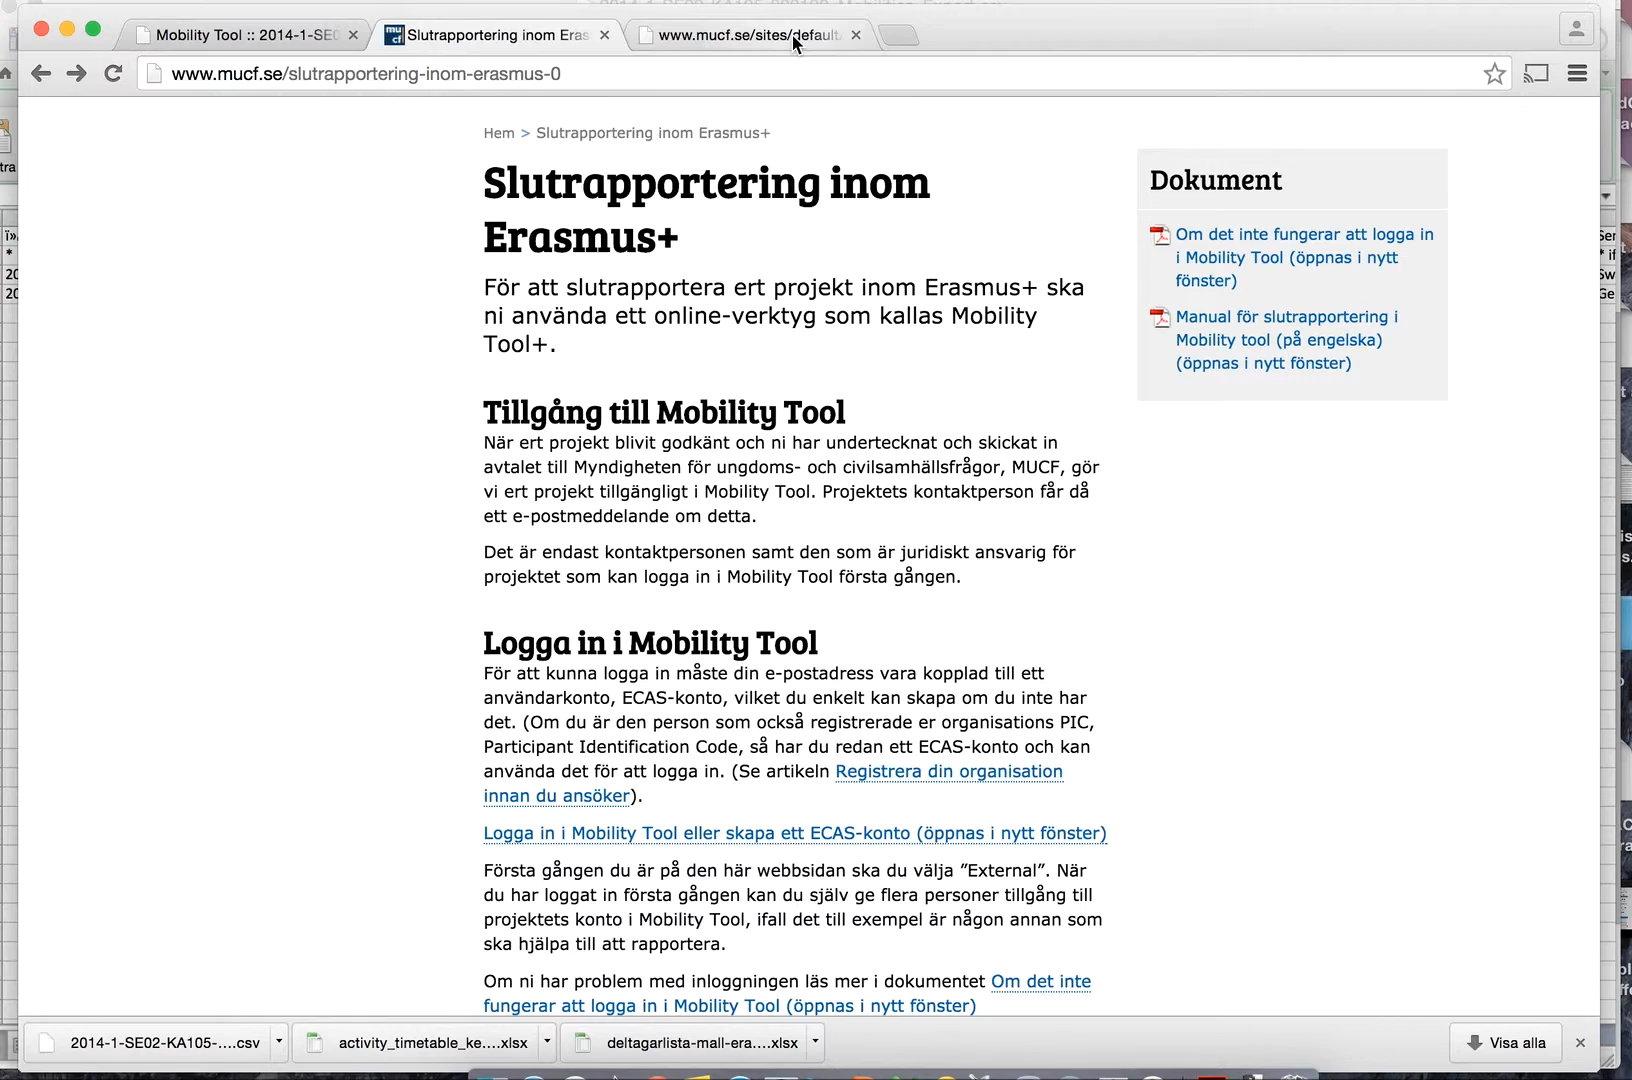 Mobility Tool :: 2014-1-SE0
Slutrapportering inom Eras
www.mucf.se/sites/default
www.mucf.se/slutrapportering-inom-erasmus-0
Hem > Slutrapportering inom Erasmus+
Slutrapportering inom
Erasmus+
För att slutrapportera ert projekt inom Erasmus+ ska
ni använda ett online-verktyg som kallas Mobility
Tool+.
Tillgång till Mobility Tool
När ert projekt blivit godkänt och ni har undertecknat och skickat in
avtalet till Myndigheten för ungdoms- och civilsamhällsfrågor, MUCF, gör
vi ert projekt tillgängligt i Mobility Tool. Projektets kontaktperson får då
ett e-postmeddelande om detta.
Det är endast kontaktpersonen samt den som är juridiskt ansvarig för
projektet som kan logga in i Mobility Tool första gången.
Logga in i Mobility Tool
För att kunna logga in måste din e-postadress vara kopplad till ett
användarkonto, ECAS-konto, vilket du enkelt kan skapa om du inte har
det. (Om du är den person som också registrerade er organisations PIC,
Participant Identification Code, så har du redan ett ECAS-konto och kan
använda det för att logga in. (Se artikeln Registrera din organisation
innan du ansöker).
Logga in i Mobility Tool eller skapa ett ECAS-konto (öppnas i nytt fönster)
Första gången du är på den här webbsidan ska du välja ”External”. När
du har loggat in första gången kan du själv ge flera personer tillgång till
projektets konto i Mobility Tool, ifall det till exempel är någon annan som
ska hjälpa till att rapportera.
Om ni har problem med inloggningen läs mer i dokumentet Om det inte
fungerar att logga in i Mobility Tool (öppnas i nytt fönster)
Dokument
Om det inte fungerar att logga in
i Mobility Tool (öppnas i nytt
fönster)
Manual för slutrapportering i
Mobility tool (på engelska)
(öppnas i nytt fönster)
2014-1-SE02-KA105-....csv
activity_timetable_ke....xlsx
deltagarlista-mall-era....xlsx
Visa alla